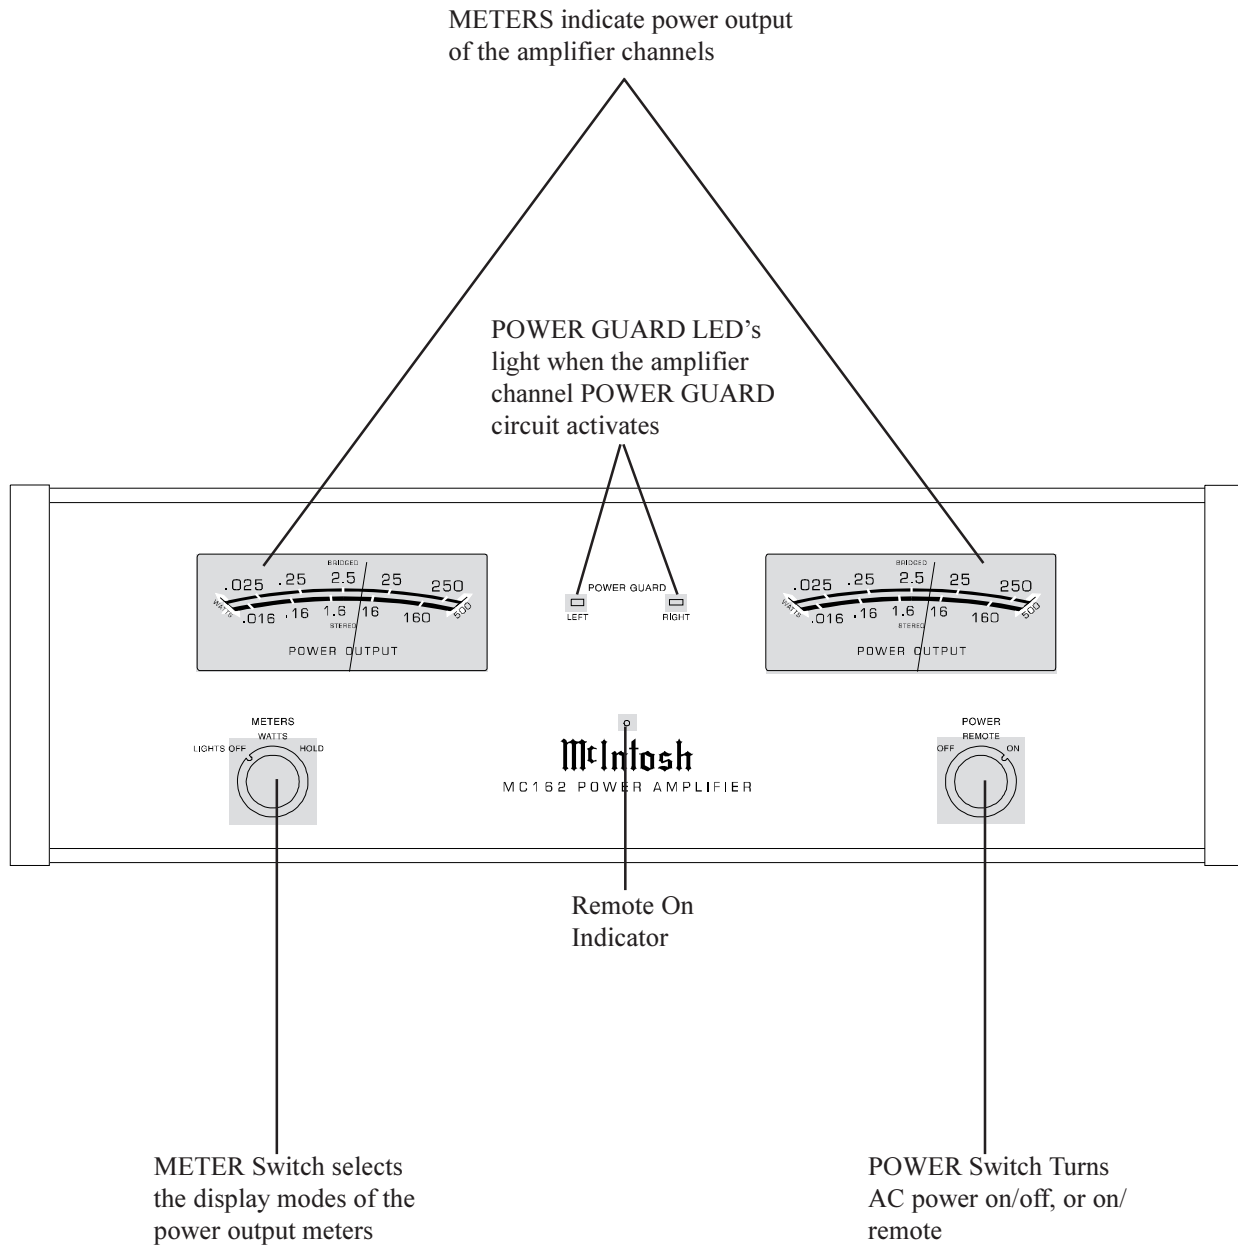 METERS indicate power output
of the amplifier channels
POWER GUARD LED’s
light when the amplifier
channel POWER GUARD
circuit activates
BRIDGED
.025 .25 2.5 25 250
WATTS .016 .16 1.6 16 160 500
STEREO
POWER OUTPUT
POWER GUARD
LEFT RIGHT
BRIDGED
.025 .25 2.5 25 250
WATTS .016 .16 1.6 16 160 500
STEREO
POWER OUTPUT
METERS
WATTS
LIGHTS OFF HOLD
McIntosh
MC162 POWER AMPLIFIER
POWER
REMOTE
OFF ON
Remote On
Indicator
METER Switch selects
the display modes of the
power output meters
POWER Switch Turns
AC power on/off, or on/
remote